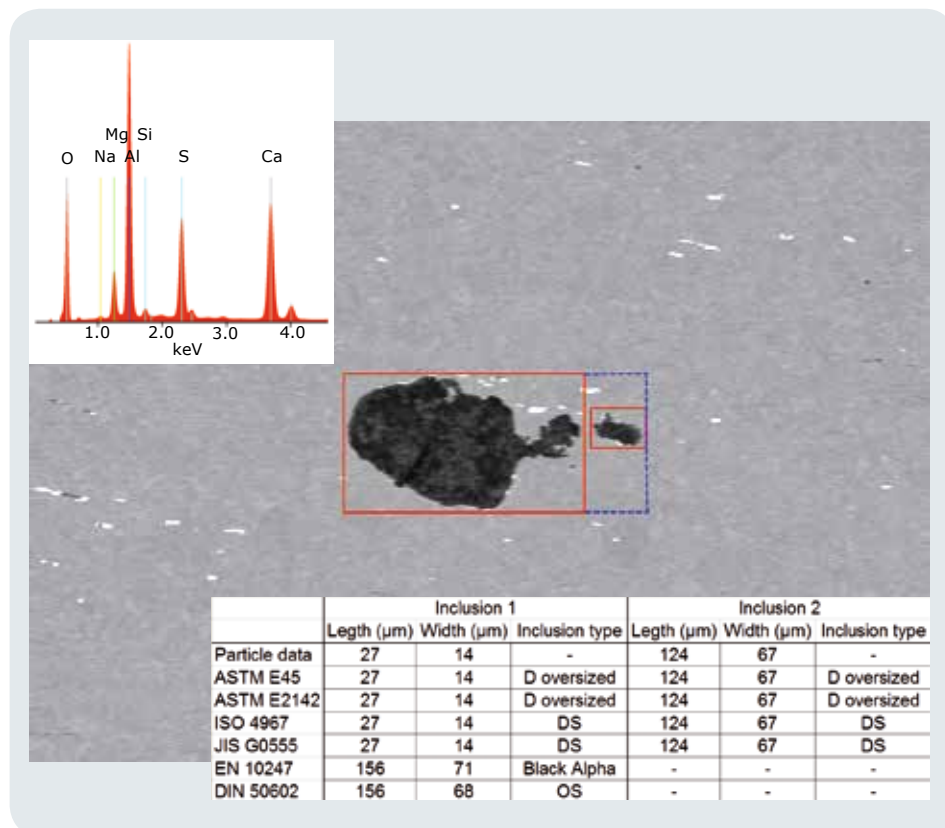 Mg Si
O Na Al S Ca
1.0 2.0 3.0 4.0
keV
Inclusion 1 Inclusion 2
Legth (µm) Width (µm) Inclusion type Legth (µm) Width (µm) Inclusion type
Particle data 27 14 - 124 67 -
ASTM E45 27 14 D oversized 124 67 D oversized
ASTM E2142 27 14 D oversized 124 67 D oversized
ISO 4967 27 14 DS 124 67 DS
JIS G0555 27 14 DS 124 67 DS
EN 10247 156 71 Black Alpha - - -
DIN 50602 156 68 OS - - -